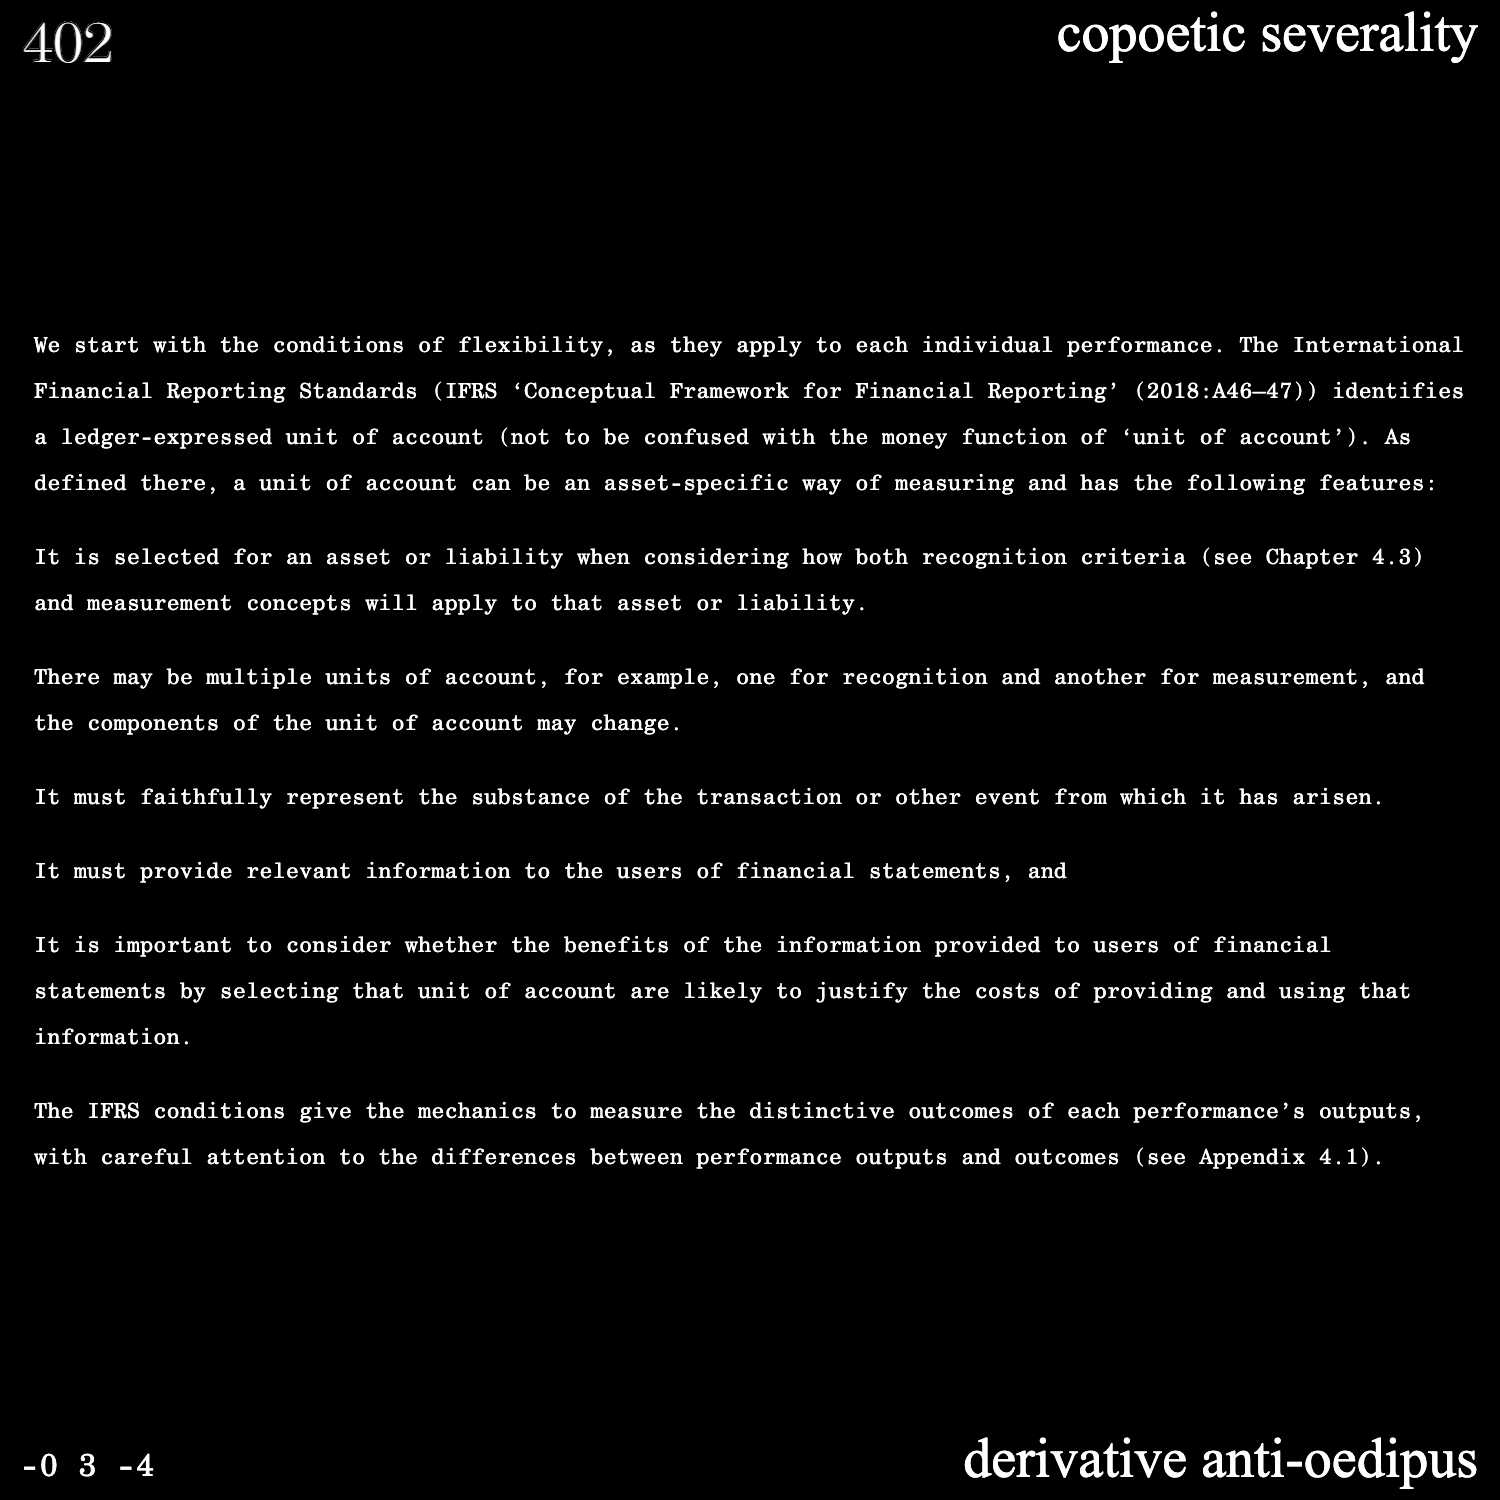 402
copoetic severality
We start with the conditions of flexibility, as they apply to each individual performance. The International
Financial Reporting Standards (IFRS ‘Conceptual Framework for Financial Reporting’ (2018:A46–47)) identifies
a ledger-expressed unit of account (not to be confused with the money function of ‘unit of account’). As
defined there, a unit of account can be an asset-specific way of measuring and has the following features:
It is selected for an asset or liability when considering how both recognition criteria (see Chapter 4.3)
and measurement concepts will apply to that asset or liability.
There may be multiple units of account, for example, one for recognition and another for measurement, and
the components of the unit of account may change.
It must faithfully represent the substance of the transaction or other event from which it has arisen.
It must provide relevant information to the users of financial statements, and
It is important to consider whether the benefits of the information provided to users of financial
statements by selecting that unit of account are likely to justify the costs of providing and using that
information.
The IFRS conditions give the mechanics to measure the distinctive outcomes of each performance’s outputs,
with careful attention to the differences between performance outputs and outcomes (see Appendix 4.1).
-0 3 -4
derivative anti-oedipus